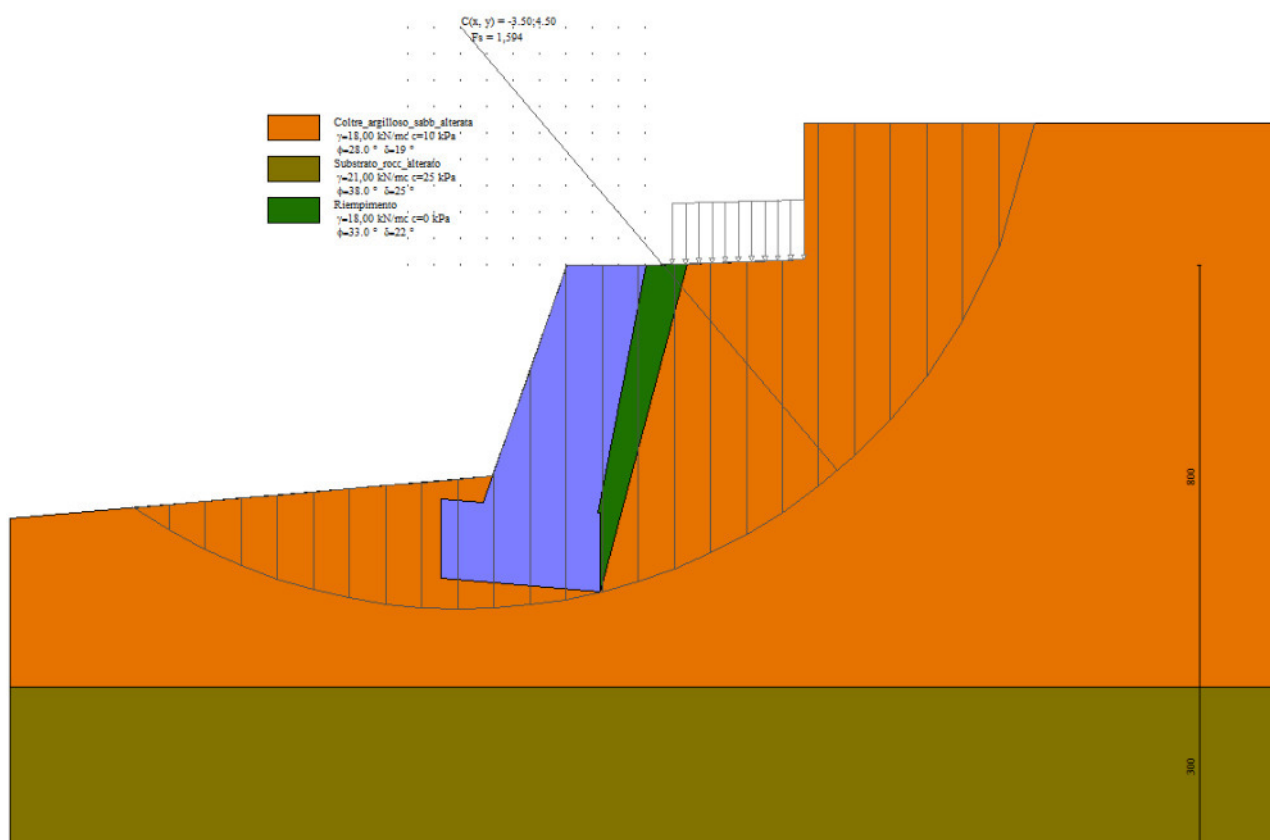 C(x, y) = -3.50;4.50
Fs = 1,594
Coltre_argilloso_sabb_alterata
γ=18,00 kN/mc c=10 kPa
ϕ=28.0 ° δ=19 °
Substrato_rocc_alterato
γ=21,00 kN/mc c=25 kPa
ϕ=38.0 ° δ=25 °
Riempimento
γ=18,00 kN/mc c=0 kPa
ϕ=33.0 ° δ=22 °
800
300